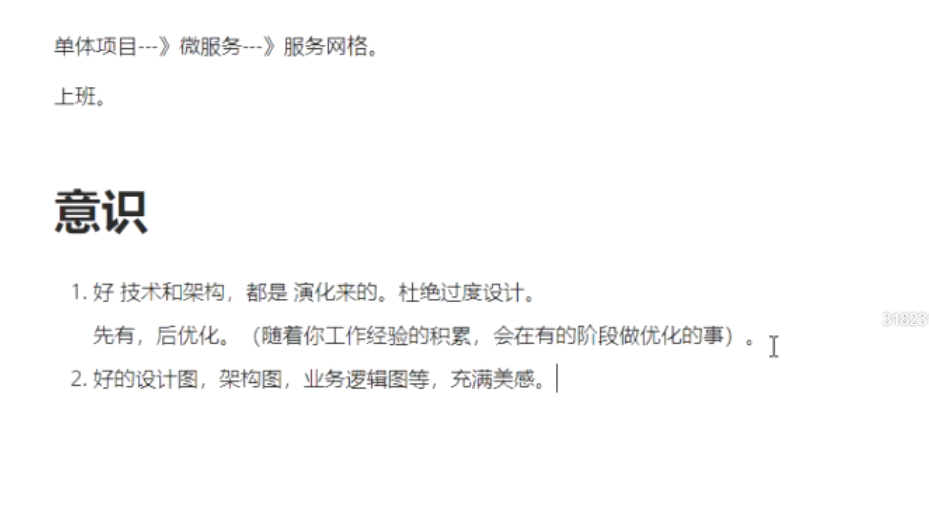 单体项目---》微服务---》服务网格。
上班。
意识
1. 好 技术和架构，都是 演化来的。杜绝过度设计。
先有，后优化。（随着你工作经验的积累，会在有的阶段做优化的事）。
31823
2. 好的设计图，架构图，业务逻辑图等，充满美感。